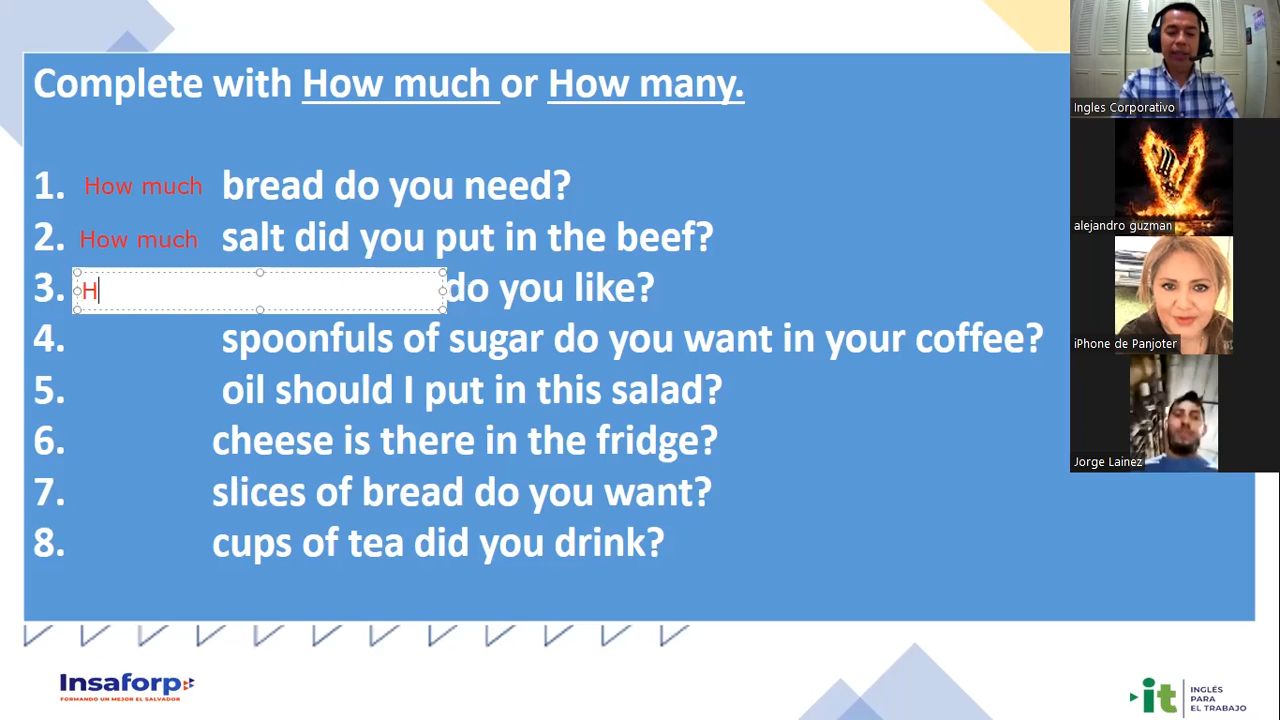 Complete with How much or How many.
1. How much bread do you need?
2. How much salt did you put in the beef?
3. H do you like?
4. spoonfuls of sugar do you want in your coffee?
5. oil should I put in this salad?
6. cheese is there in the fridge?
7. slices of bread do you want?
8. cups of tea did you drink?
Ingles Corporativo
alejandro guzman
iPhone de Panjoter
Jorge Lainez
Insaforp
FORMANDO UN MEJOR EL SALVADOR
it INGLÉS
PARA
EL TRABAJO